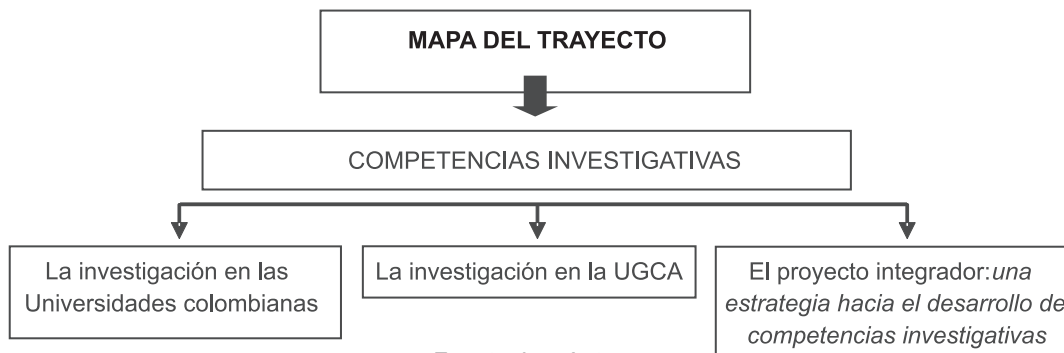 MAPA DEL TRAYECTO
COMPETENCIAS INVESTIGATIVAS
La investigación en las
Universidades colombianas
La investigación en la UGCA
El proyecto integrador:una
estrategia hacia el desarrollo de
competencias investigativas